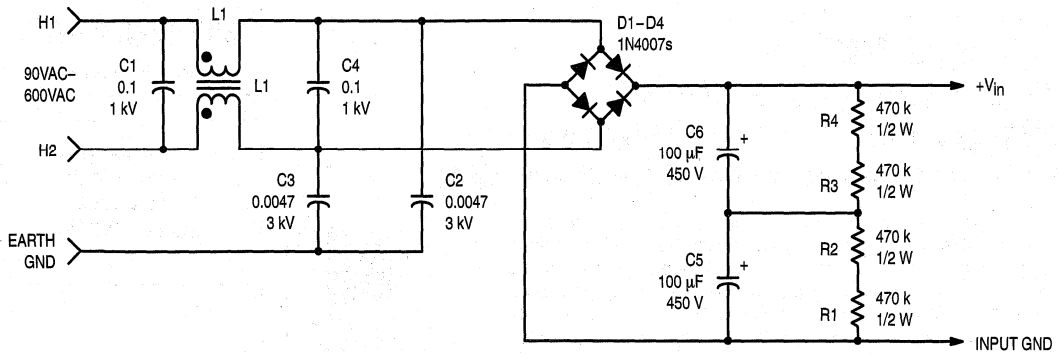 H1
L1
90VAC–
600VAC
C1
0.1
1 kV
L1
C4
0.1
1 kV
H2
C3
0.0047
3 kV
C2
0.0047
3 kV
EARTH
GND
D1–D4
1N4007s
+Vin
C6
100 µF
450 V
+
R4
470 k
1/2 W
R3
470 k
1/2 W
C5
100 µF
450 V
+
R2
470 k
1/2 W
R1
470 k
1/2 W
INPUT GND